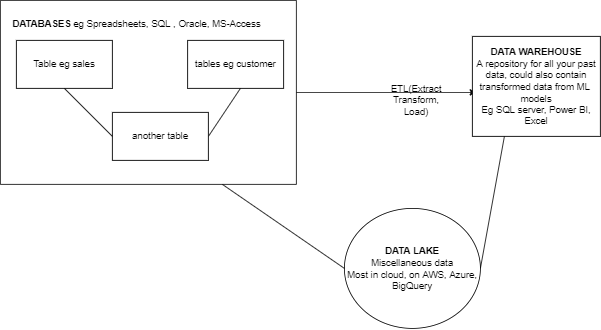 DATABASES eg Spreadsheets, SQL , Oracle, MS-Access
Table eg sales
tables eg customer
another table
ETL(Extract
Transform,
Load)
DATA WAREHOUSE
A repository for all your past
data, could also contain
transformed data from ML
models
Eg SQL server, Power BI,
Excel
DATA LAKE
Miscellaneous data
Most in cloud, on AWS, Azure,
BigQuery